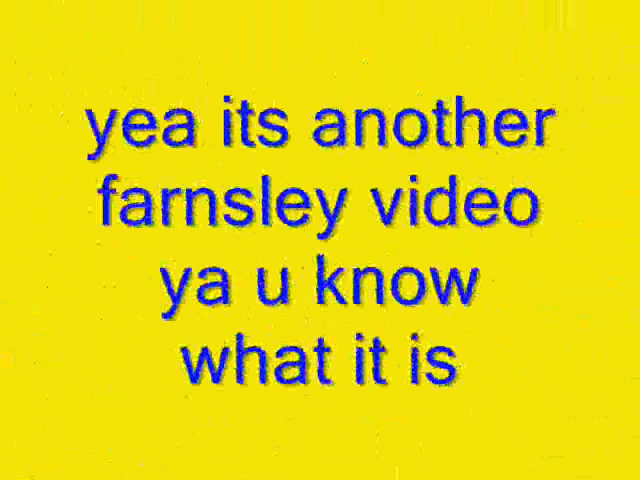 yea its another
farnsley video
ya u know
what it is